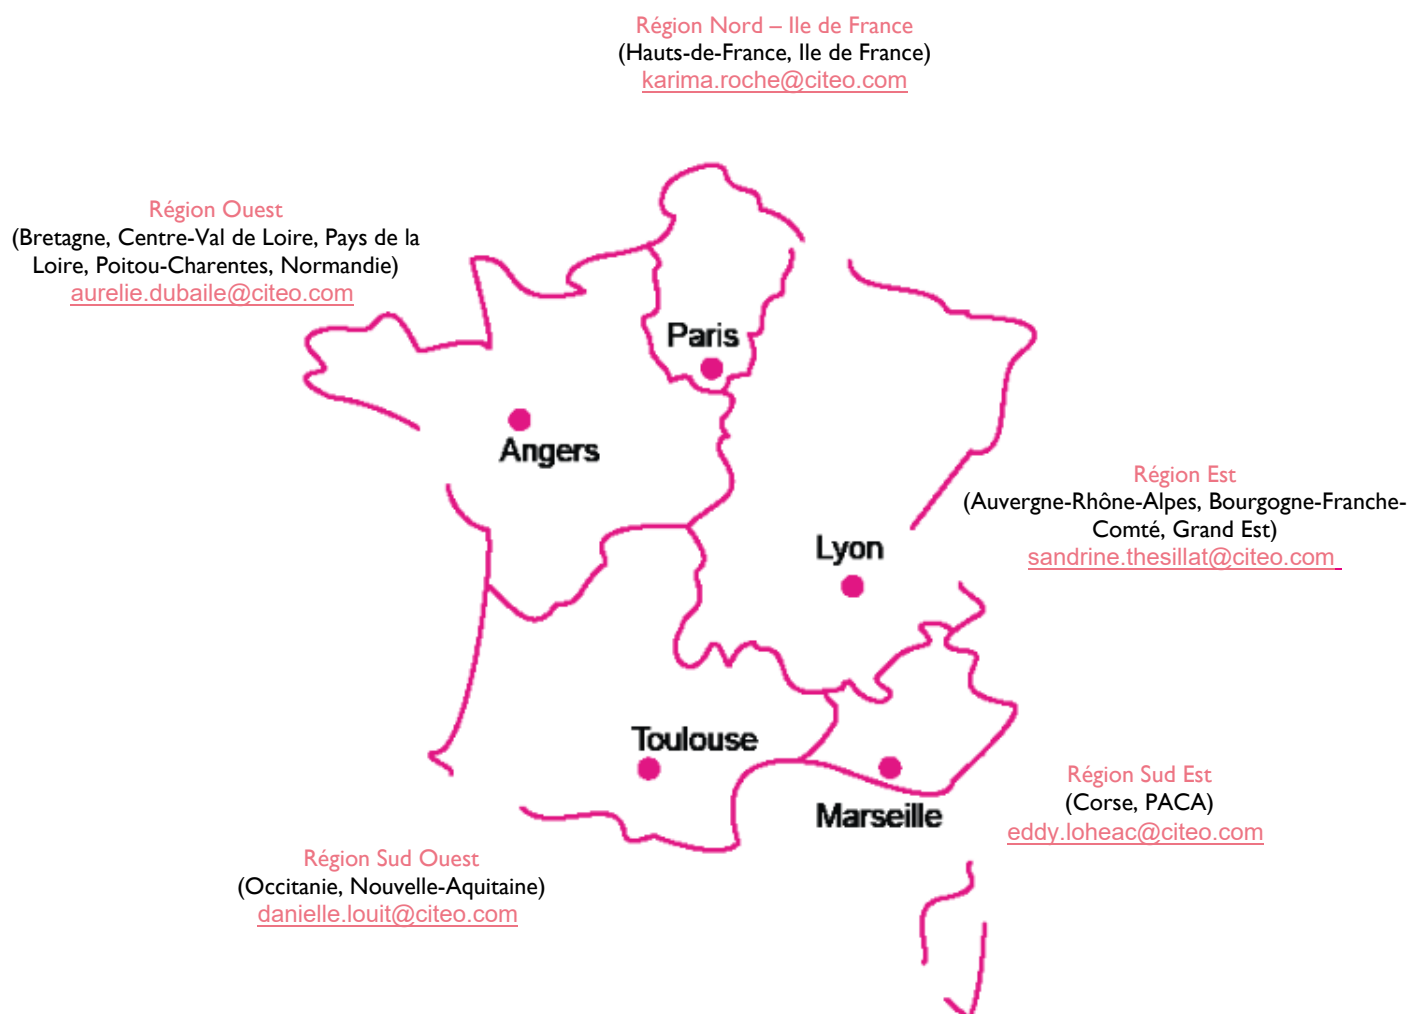 Région Nord – Ile de France
(Hauts-de-France, Ile de France)
karima.roche@citeo.com
Région Ouest
(Bretagne, Centre-Val de Loire, Pays de la
Loire, Poitou-Charentes, Normandie)
aurelie.dubaile@citeo.com
Paris
Angers
Région Est
(Auvergne-Rhône-Alpes, Bourgogne-Franche-
Comté, Grand Est)
sandrine.thesillat@citeo.com
Lyon
Toulouse
Marseille
Région Sud Est
(Corse, PACA)
eddy.loheac@citeo.com
Région Sud Ouest
(Occitanie, Nouvelle-Aquitaine)
danielle.louit@citeo.com